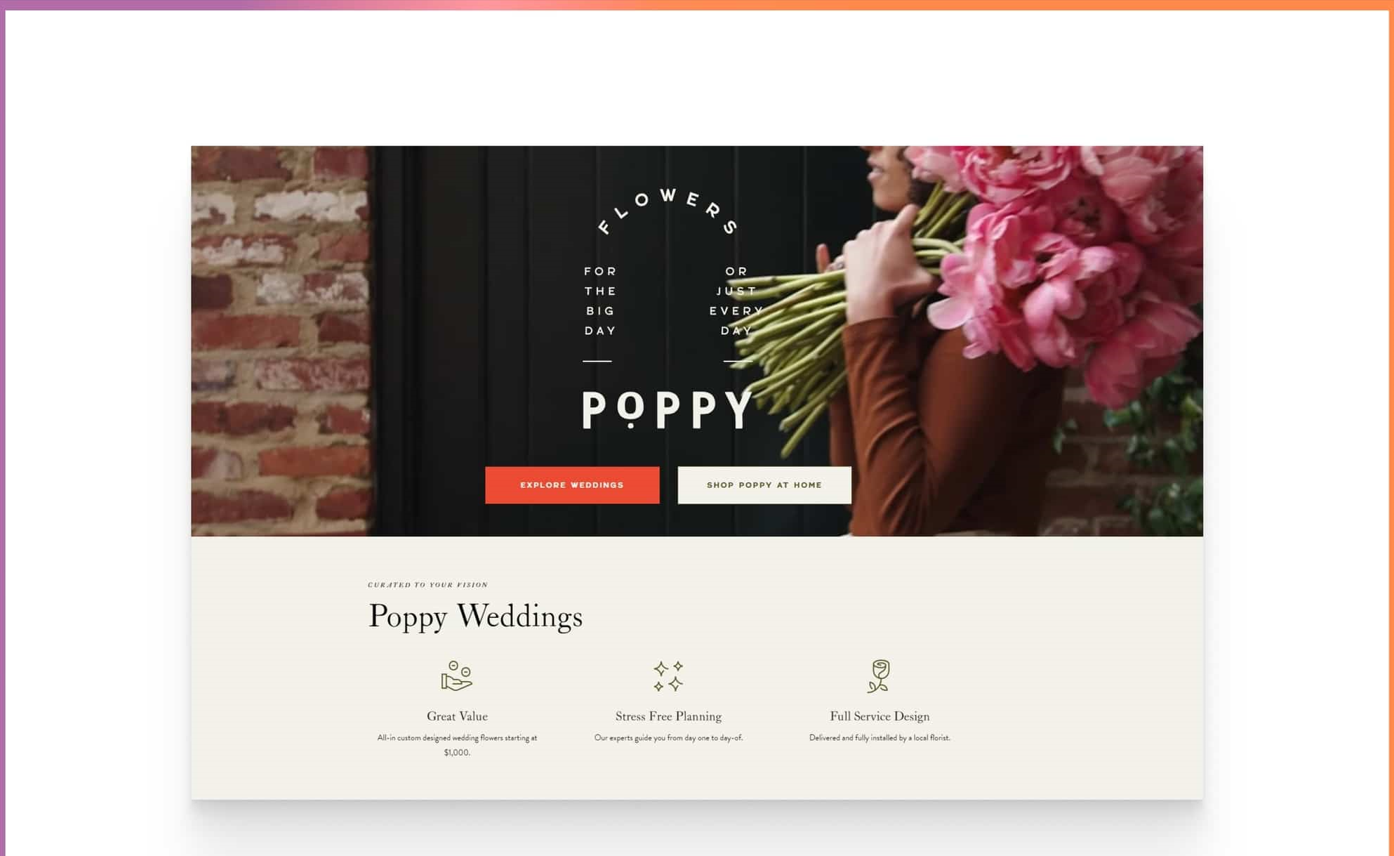 FLOWERS
FOR
THE
BIG
DAY
OR
JUST
EVERY
DAY
POPPY
EXPLORE WEDDINGS
SHOP POPPY AT HOME
CURATED TO YOUR VISION
Poppy Weddings
Great Value
All-in custom designed wedding flowers starting at
$1,000.
Stress Free Planning
Our experts guide you from day one to day-of.
Full Service Design
Delivered and fully installed by a local florist.